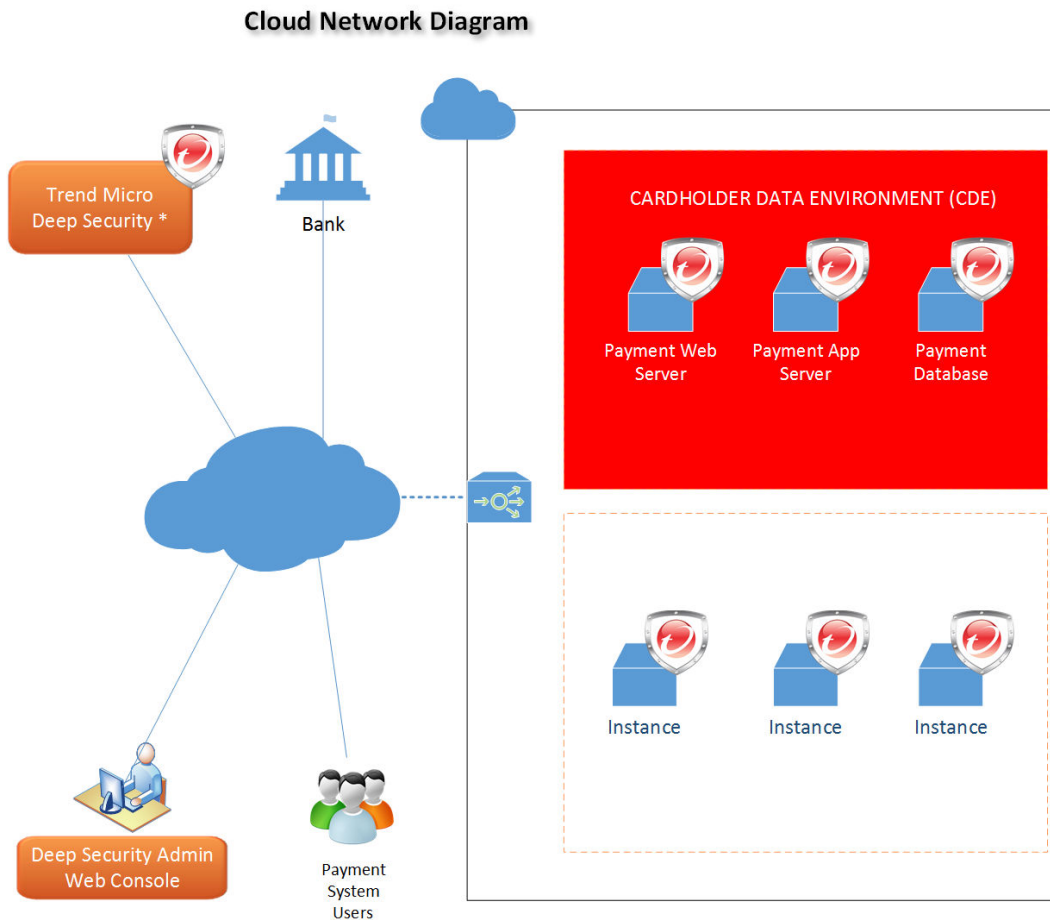 Cloud Network Diagram
Trend Micro
Deep Security *
Bank
CARDHOLDER DATA ENVIRONMENT (CDE)
Payment Web
Server
Payment App
Server
Payment
Database
Instance
Instance
Instance
Deep Security Admin
Web Console
Payment
System
Users